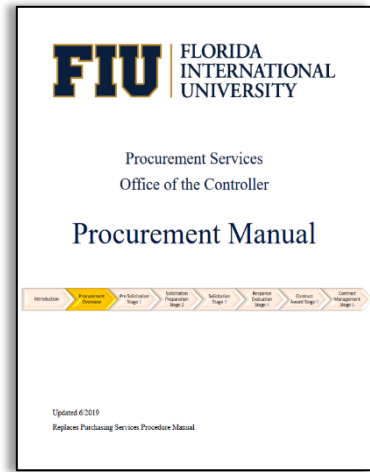 FIU
FLORIDA
INTERNATIONAL
UNIVERSITY
Procurement Services
Office of the Controller
Procurement Manual
Introduction
Procurement
Overview
Pre-Solicitation
Stage 1
Solicitation
Preparation
Stage 2
Solicitation
Stage 3
Response
Evaluation
Stage 4
Contract
Award Stage 5
Contract
Management
Stage 6
Updated 6/2019
Replaces Purchasing Services Procedure Manual